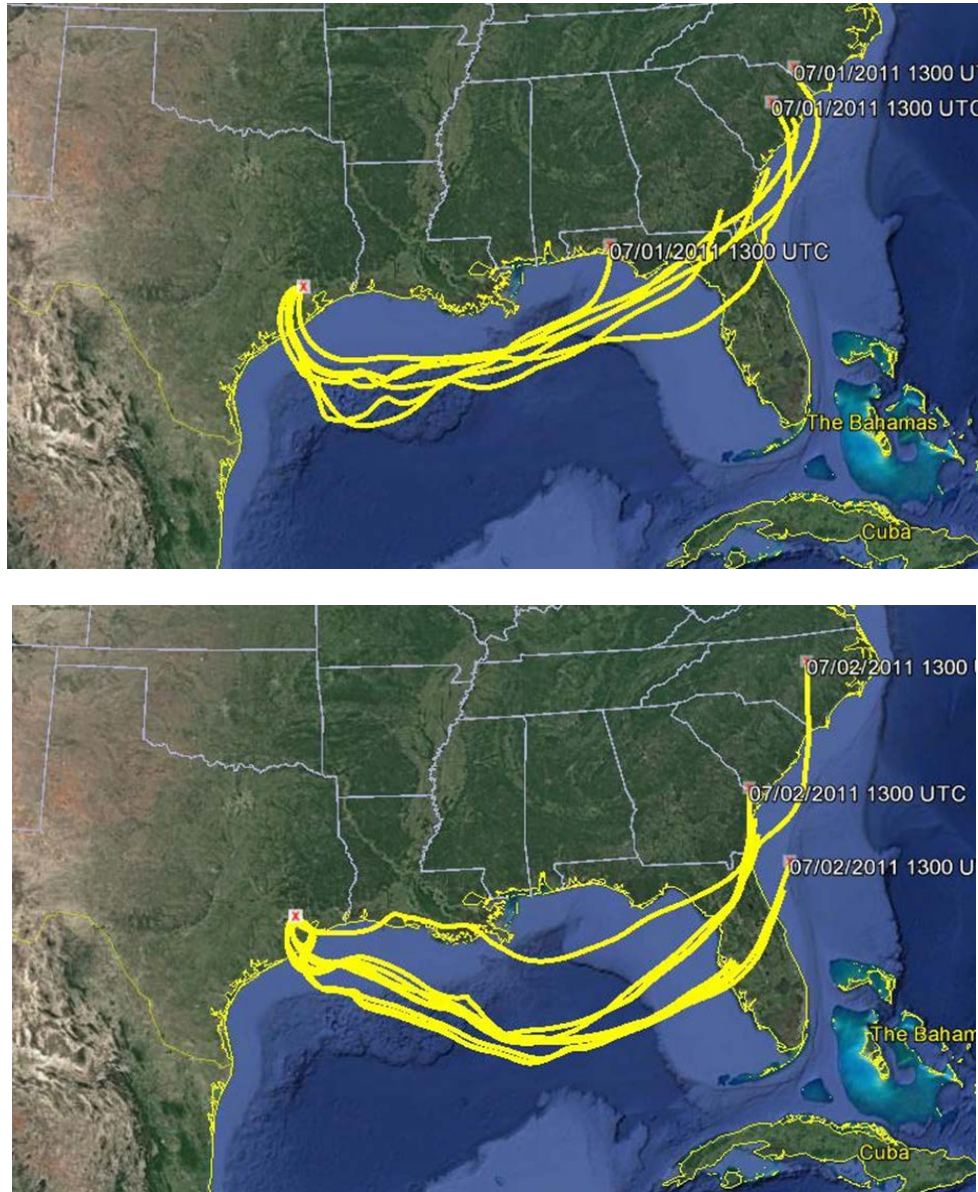 07/01/2011 1300 UT
07/01/2011 1300 UTC
07/01/2011 1300 UTC
X
The Bahamas
Cuba
07/02/2011 1300
07/02/2011 1300 UTC
07/02/2011 1300 U
X
The Baham
Cuba